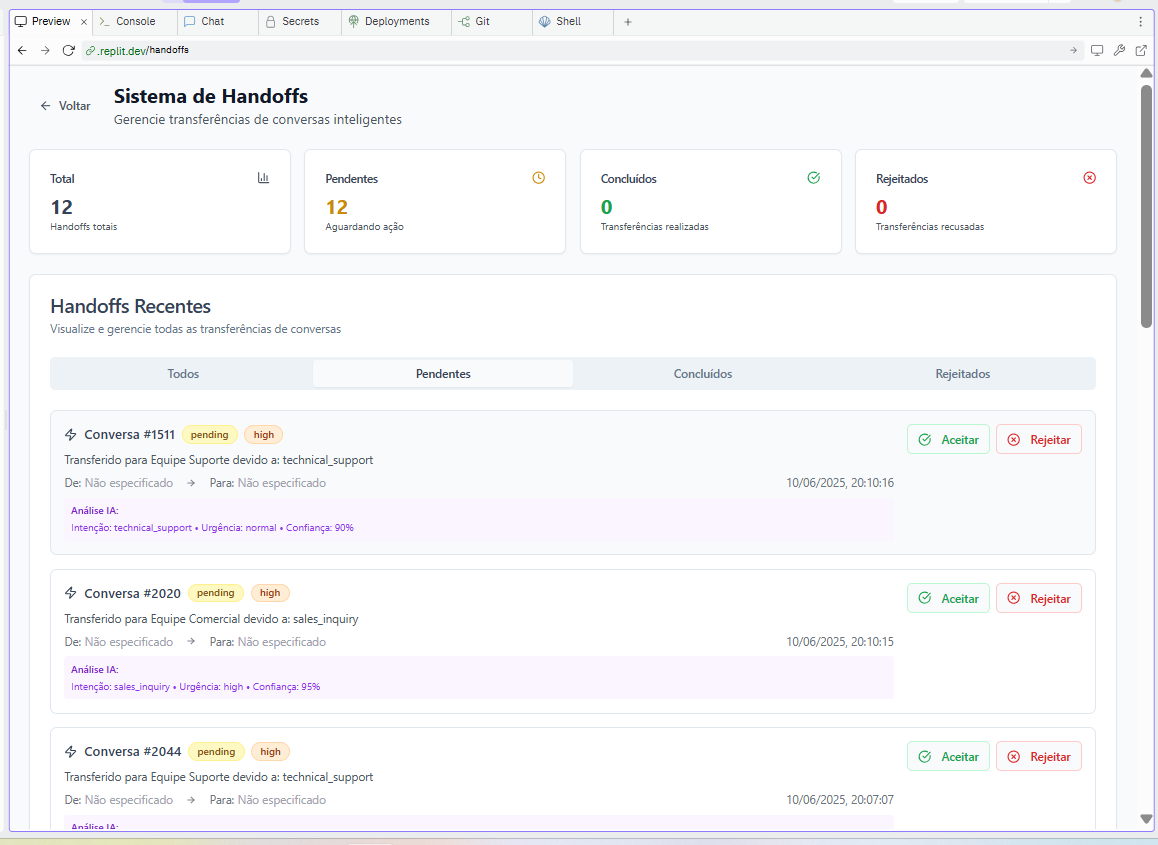 Preview × Console Chat Secrets Deployments Git Shell +
.replit.dev/handoffs
Voltar
Sistema de Handoffs
Gerencie transferências de conversas inteligentes
Total
12
Handoffs totais
Pendentes
12
Aguardando ação
Concluídos
0
Transferências realizadas
Rejeitados
0
Transferências recusadas
Handoffs Recentes
Visualize e gerencie todas as transferências de conversas
Todos Pendentes Concluídos Rejeitados
Conversa #1511 pending high Aceitar Rejeitar
Transferido para Equipe Suporte devido a: technical_support
De: Não especificado → Para: Não especificado 10/06/2025, 20:10:16
Análise IA:
Intenção: technical_support • Urgência: normal • Confiança: 90%
Conversa #2020 pending high Aceitar Rejeitar
Transferido para Equipe Comercial devido a: sales_inquiry
De: Não especificado → Para: Não especificado 10/06/2025, 20:10:15
Análise IA:
Intenção: sales_inquiry • Urgência: high • Confiança: 95%
Conversa #2044 pending high Aceitar Rejeitar
Transferido para Equipe Suporte devido a: technical_support
De: Não especificado → Para: Não especificado 10/06/2025, 20:07:07
Análise IA: